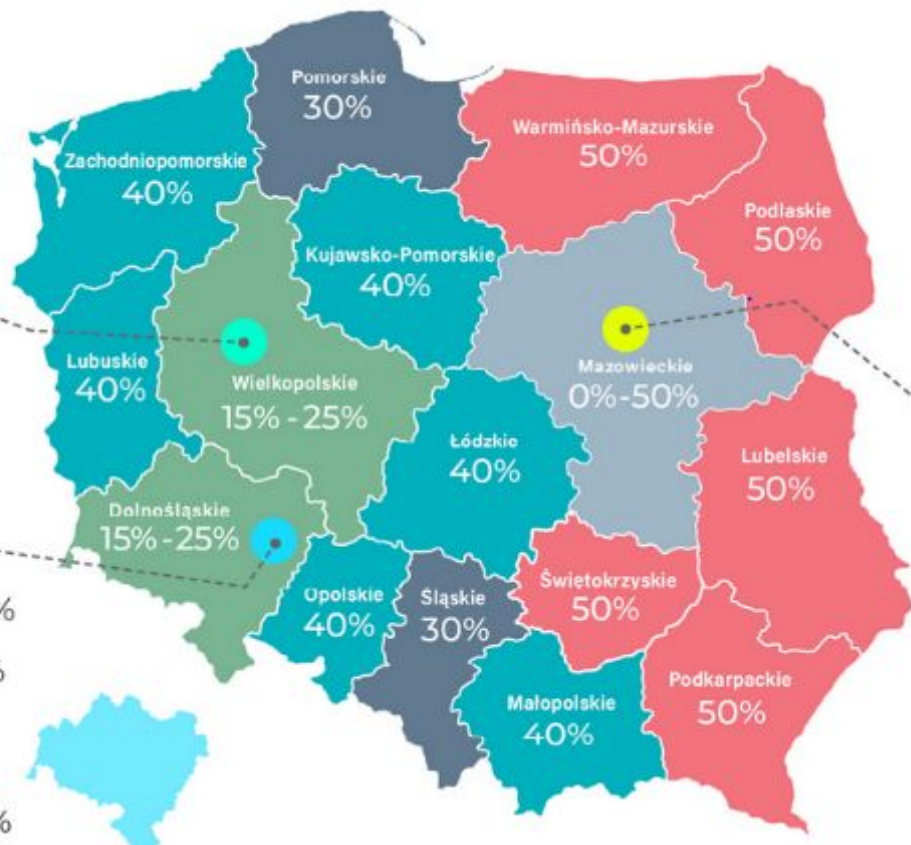 Pomorskie
30%
Warmińsko-Mazurskie
50%
Zachodniopomorskie
40%
Podlaskie
50%
Kujawsko-Pomorskie
40%
Lubuskie
40%
Wielkopolskie
15% - 25%
Mazowieckie
0%-50%
Łódzkie
40%
Lubelskie
50%
Dolnośląskie
15% -25%
Opolskie
40%
Śląskie
30%
Świętokrzyskie
50%
Małopolskie
40%
Podkarpackie
50%
%
%
%